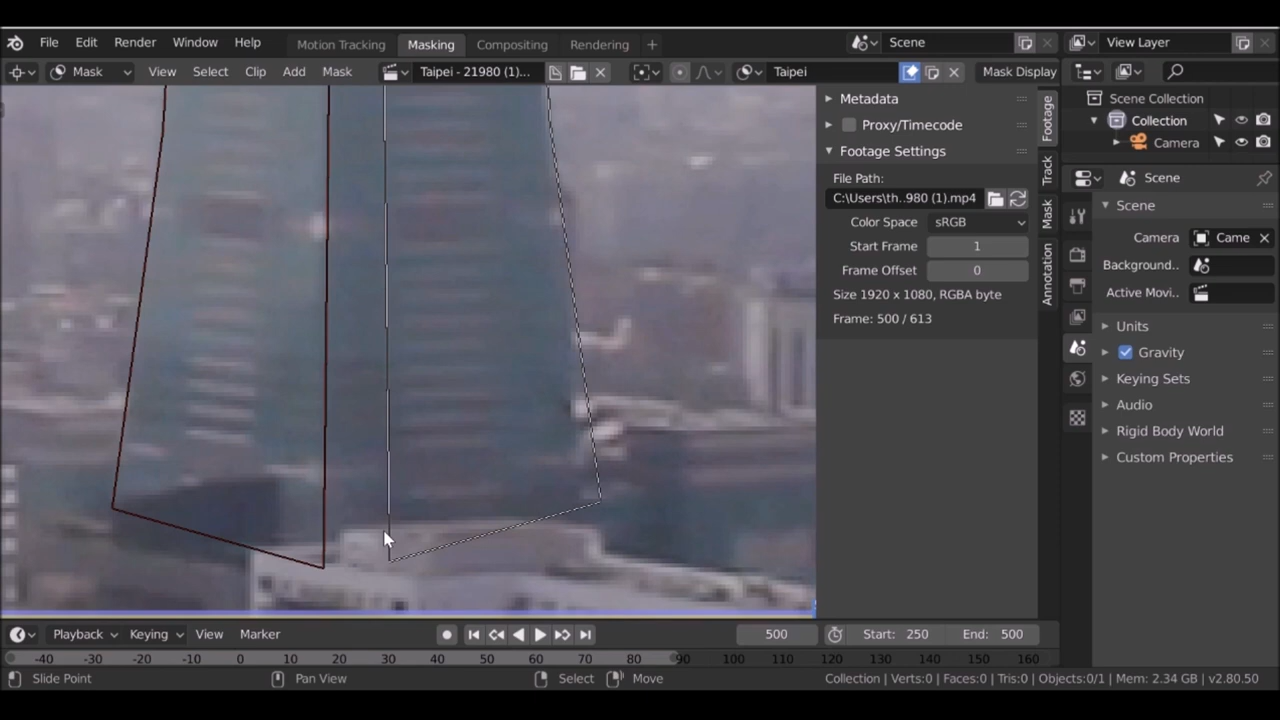 File Edit Render Window Help Motion Tracking Masking Compositing Rendering + Scene View Layer
Mask View Select Clip Add Mask Taipei - 21980 (1)... Taipei Mask Display
Metadata
Proxy/Timecode
Footage Settings
File Path:
C:\Users\th..980 (1).mp4
Color Space sRGB
Start Frame 1
Frame Offset 0
Size 1920 x 1080, RGBA byte
Frame: 500 / 613
Footage
Track
Mask
Annotation
Scene Collection
Collection
Camera
Scene
Scene
Camera Came
Background..
Active Movi..
Units
Gravity
Keying Sets
Audio
Rigid Body World
Custom Properties
Playback Keying View Marker 500 Start: 250 End: 500
-40 -30 -20 -10 0 10 20 30 40 50 60 70 80 90 100 110 120 130 140 150 160
Slide Point Pan View Select Move Collection | Verts:0 | Faces:0 | Tris:0 | Objects:0/1 | Mem: 2.34 GB | v2.80.50